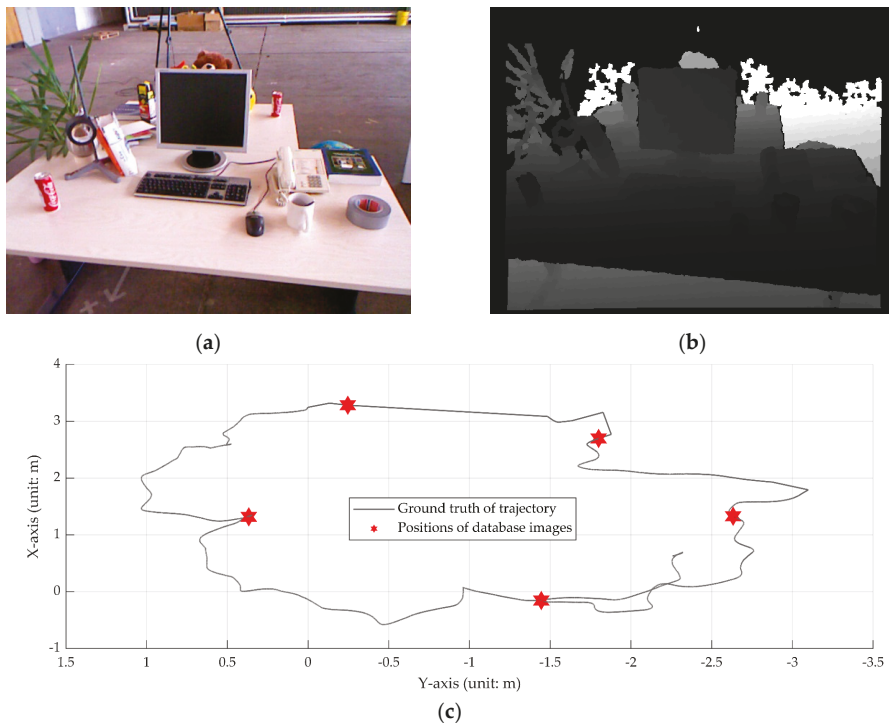 (a)
(b)
4
3
2
1
0
-1
X-axis (unit: m)
Ground truth of trajectory
Positions of database images
1.5
1
0.5
0
-0.5
-1
-1.5
-2
-2.5
-3
-3.5
Y-axis (unit: m)
(c)